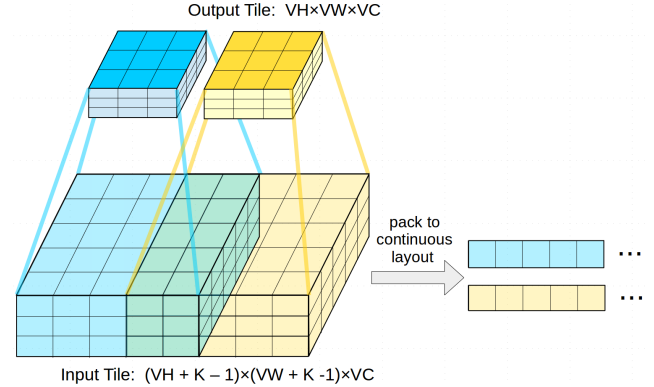 Output Tile: VH×VW×VC
pack to
continuous
layout
...
...
Input Tile: (VH + K – 1)×(VW + K -1)×VC